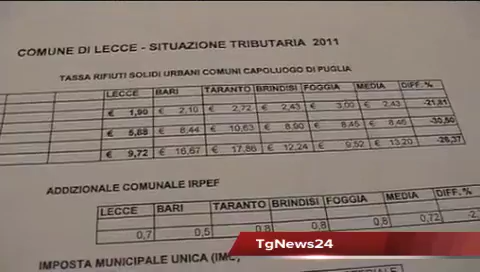 COMUNE DI LECCE - SITUAZIONE TRIBUTARIA 2011
TASSA RIFIUTI SOLIDI URBANI COMUNI CAPOLUOGO DI PUGLIA
LECCE BARI TARANTO BRINDISI FOGGIA MEDIA DIFF.%
€ 1,90 € 2,10 € 2,72 € 2,43 € 3,00 € 2,43 -21,81
€ 5,88 € 8,44 € 10,63 € 8,90 € 8,45 € 8,46 -30,50
€ 9,72 € 16,67 € 17,86 € 12,24 € 9,52 € 13,20 -26,37
ADDIZIONALE COMUNALE IRPEF
LECCE BARI TARANTO BRINDISI FOGGIA MEDIA DIFF.%
0,7 0,5 0,8 0,8 0,8 0,72
IMPOSTA MUNICIPALE UNICA
TgNews24